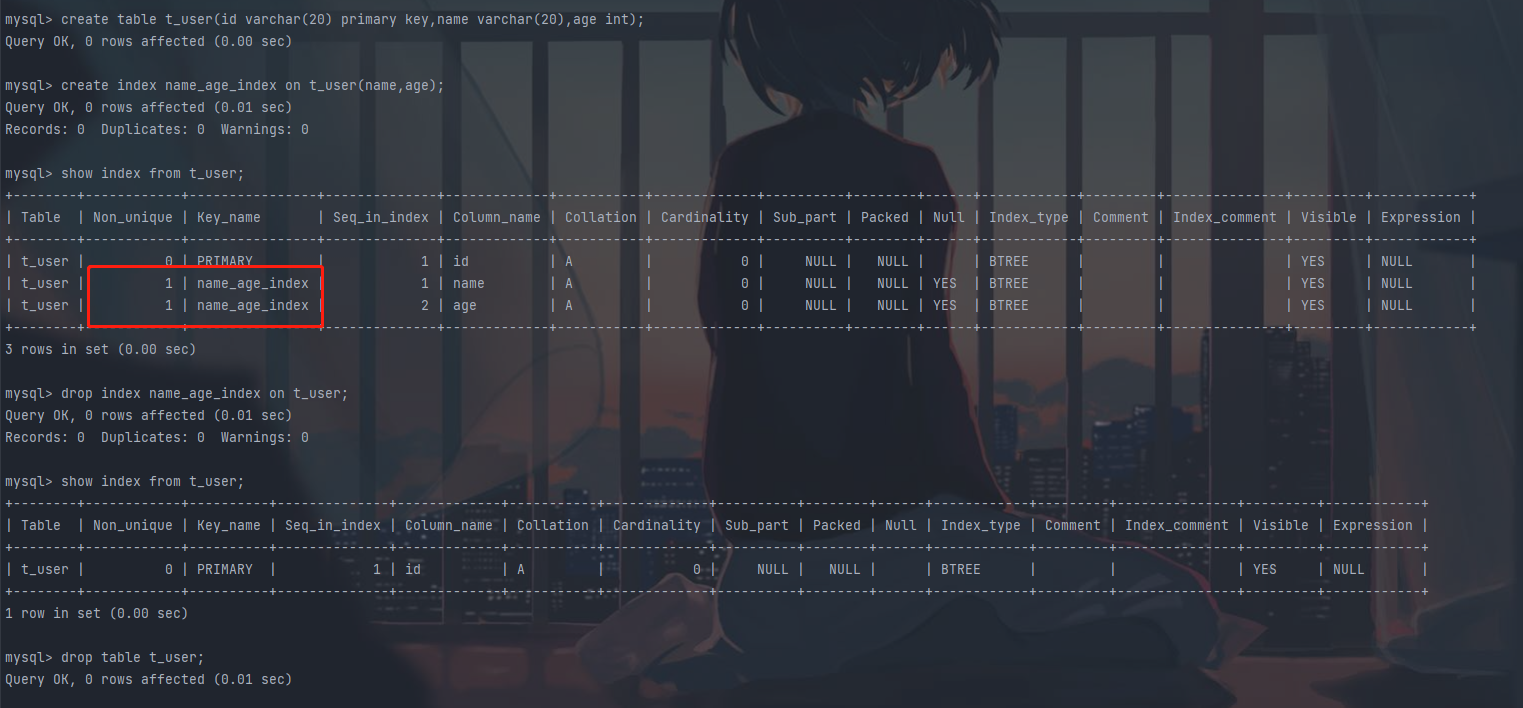 mysql> create table t_user(id varchar(20) primary key,name varchar(20),age int);
Query OK, 0 rows affected (0.00 sec)
mysql> create index name_age_index on t_user(name,age);
Query OK, 0 rows affected (0.01 sec)
Records: 0  Duplicates: 0  Warnings: 0
mysql> show index from t_user;
+--------+------------+----------------+--------------+-------------+-----------+-------------+----------+--------+------+------------+---------+---------------+---------+------------+
| Table  | Non_unique | Key_name       | Seq_in_index | Column_name | Collation | Cardinality | Sub_part | Packed | Null | Index_type | Comment | Index_comment | Visible | Expression |
+--------+------------+----------------+--------------+-------------+-----------+-------------+----------+--------+------+------------+---------+---------------+---------+------------+
| t_user |          0 | PRIMARY        |            1 | id          | A         |           0 |     NULL |   NULL |      | BTREE      |         |               | YES     | NULL       |
| t_user |          1 | name_age_index |            1 | name        | A         |           0 |     NULL |   NULL | YES  | BTREE      |         |               | YES     | NULL       |
| t_user |          1 | name_age_index |            2 | age         | A         |           0 |     NULL |   NULL | YES  | BTREE      |         |               | YES     | NULL       |
+--------+------------+----------------+--------------+-------------+-----------+-------------+----------+--------+------+------------+---------+---------------+---------+------------+
3 rows in set (0.00 sec)
mysql> drop index name_age_index on t_user;
Query OK, 0 rows affected (0.01 sec)
Records: 0  Duplicates: 0  Warnings: 0
mysql> show index from t_user;
+--------+------------+----------+--------------+-------------+-----------+-------------+----------+--------+------+------------+---------+---------------+---------+------------+
| Table  | Non_unique | Key_name | Seq_in_index | Column_name | Collation | Cardinality | Sub_part | Packed | Null | Index_type | Comment | Index_comment | Visible | Expression |
+--------+------------+----------+--------------+-------------+-----------+-------------+----------+--------+------+------------+---------+---------------+---------+------------+
| t_user |          0 | PRIMARY  |            1 | id          | A         |           0 |     NULL |   NULL |      | BTREE      |         |               | YES     | NULL       |
+--------+------------+----------+--------------+-------------+-----------+-------------+----------+--------+------+------------+---------+---------------+---------+------------+
1 row in set (0.00 sec)
mysql> drop table t_user;
Query OK, 0 rows affected (0.01 sec)